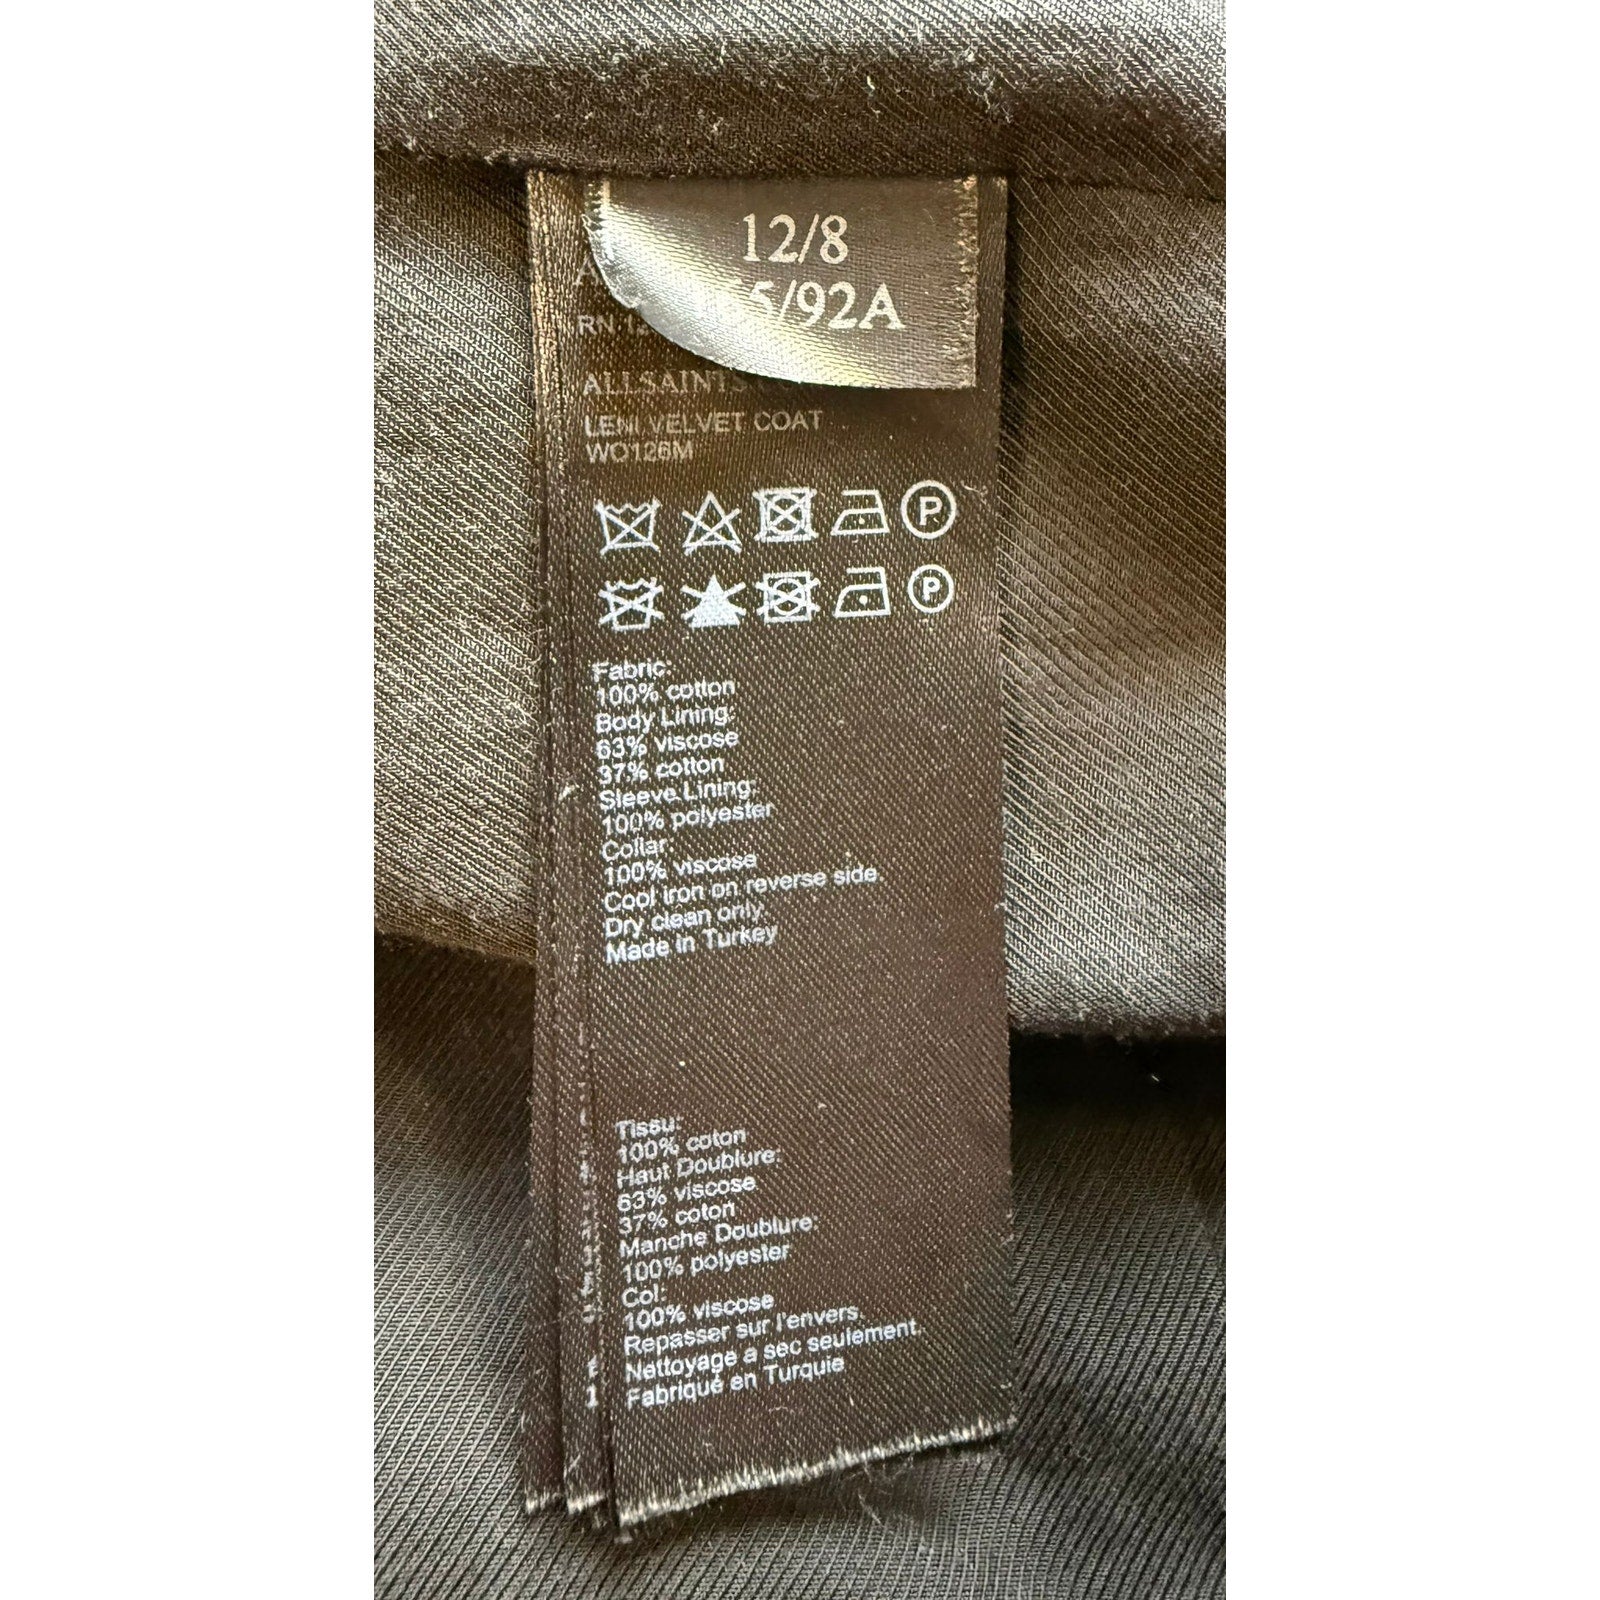 12/8
5/92A
RN
ALLSAINTS
LENI VELVET COAT
WO126M
P
P
Fabric:
100% cotton
Body Lining:
63% viscose
37% cotton
Sleeve Lining:
100% polyester
Collar:
100% viscose
Cool iron on reverse side.
Dry clean only.
Made in Turkey
Tissu:
100% coton
Haut Doublure:
63% viscose
37% coton
Manche Doublure:
100% polyester
Col:
100% viscose
Repasser sur l'envers.
Nettoyage a sec seulement.
Fabriqué en Turquie